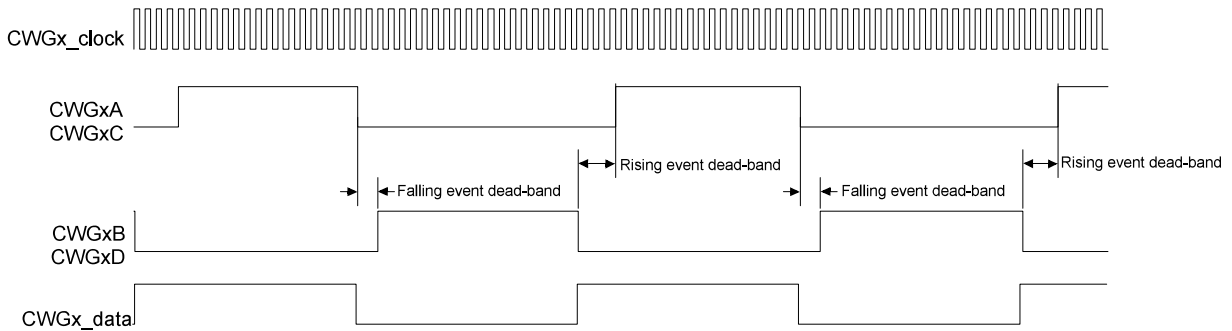 CWGx_clock
CWGxA
CWGxC
Rising event dead-band
Rising event dead-band
Falling event dead-band
Falling event dead-band
CWGxB
CWGxD
CWGx_data